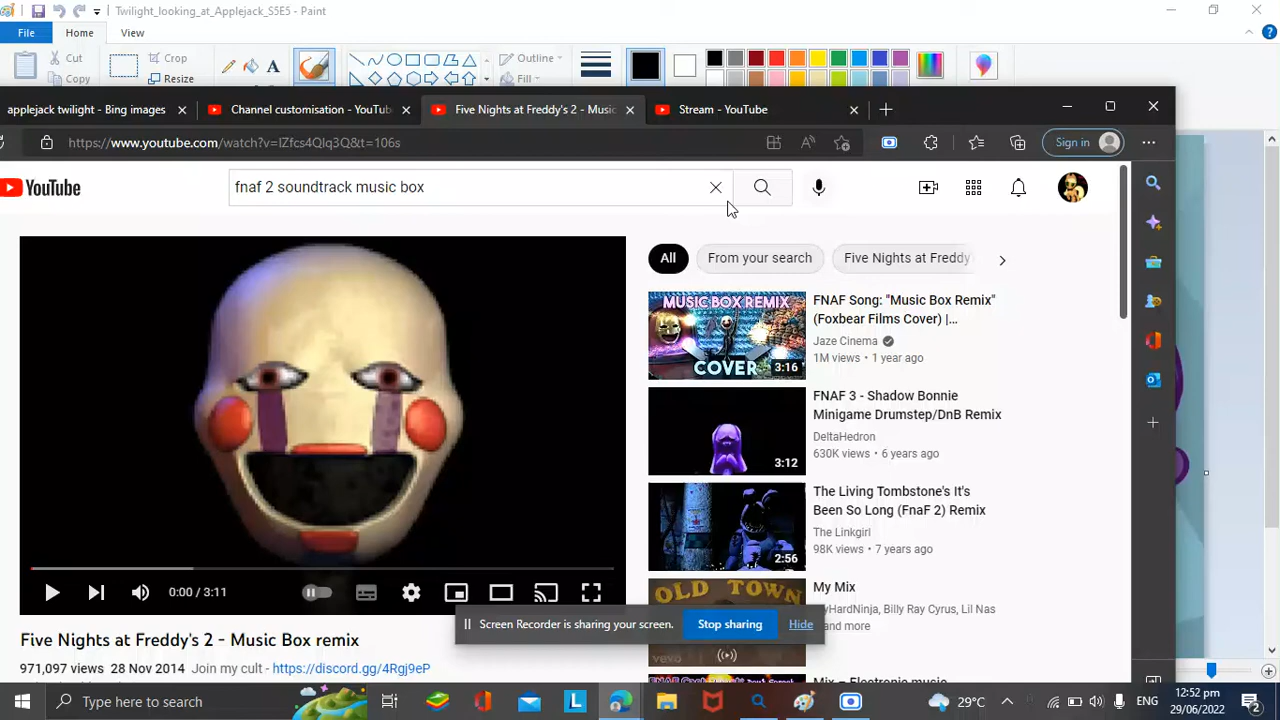 Twilight_looking_at_Applejack_S5E5 - Paint
File Home View
Cut
Copy
Crop
Resize
Outline
Fill
applejack twilight - Bing images
Channel customisation - YouTub
Five Nights at Freddy's 2 - Music
Stream - YouTube
https://www.youtube.com/watch?v=lZfcs4Qlq3Q&t=106s
Sign in
YouTube
fnaf 2 soundtrack music box
All
From your search
Five Nights at Freddy
MUSIC BOX REMIX
COVER
3:16
FNAF Song: "Music Box Remix"
(Foxbear Films Cover) |...
Jaze Cinema
1M views • 1 year ago
3:12
FNAF 3 - Shadow Bonnie
Minigame Drumstep/DnB Remix
DeltaHedron
630K views • 6 years ago
2:56
The Living Tombstone's It's
Been So Long (FnaF 2) Remix
The Linkgirl
98K views • 7 years ago
OLD TOWN
vevo
My Mix
yHardNinja, Billy Ray Cyrus, Lil Nas
and more
0:00 / 3:11
Screen Recorder is sharing your screen.
Stop sharing
Hide
Five Nights at Freddy's 2 - Music Box remix
971,097 views 28 Nov 2014 Join my cult - https://discord.gg/4Rgj9eP
Mix – Electronic music
Type here to search
L
29°C
ENG
12:52 pm
29/06/2022
2